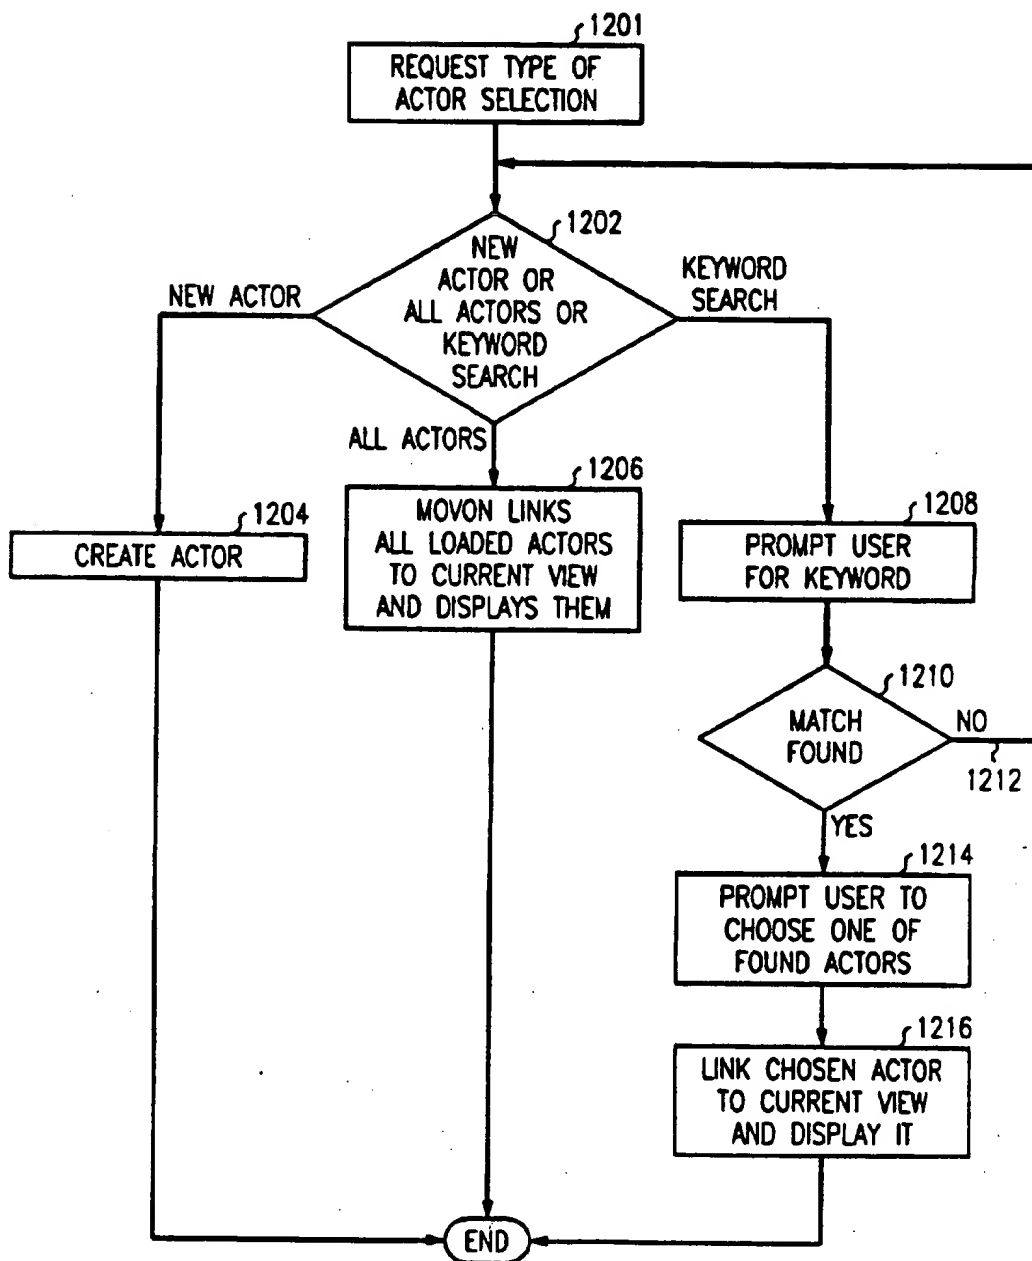 1201
REQUEST TYPE OF
ACTOR SELECTION
1202
NEW
ACTOR OR
ALL ACTORS OR
KEYWORD
SEARCH
NEW ACTOR
KEYWORD
SEARCH
ALL ACTORS
1204
CREATE ACTOR
1206
MOVON LINKS
ALL LOADED ACTORS
TO CURRENT VIEW
AND DISPLAYS THEM
1208
PROMPT USER
FOR KEYWORD
1210
MATCH
FOUND
NO
1212
YES
1214
PROMPT USER TO
CHOOSE ONE OF
FOUND ACTORS
1216
LINK CHOSEN ACTOR
TO CURRENT VIEW
AND DISPLAY IT
END